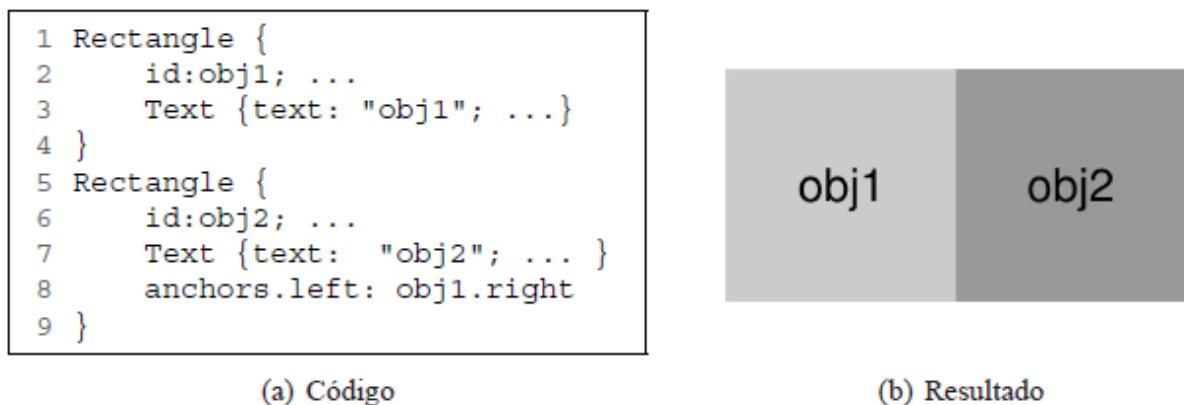 1 Rectangle {
2     id:obj1; ...
3     Text {text: "obj1"; ...}
4 }
5 Rectangle {
6     id:obj2; ...
7     Text {text:  "obj2"; ... }
8     anchors.left: obj1.right
9 }
(a) Código
obj1 obj2
(b) Resultado